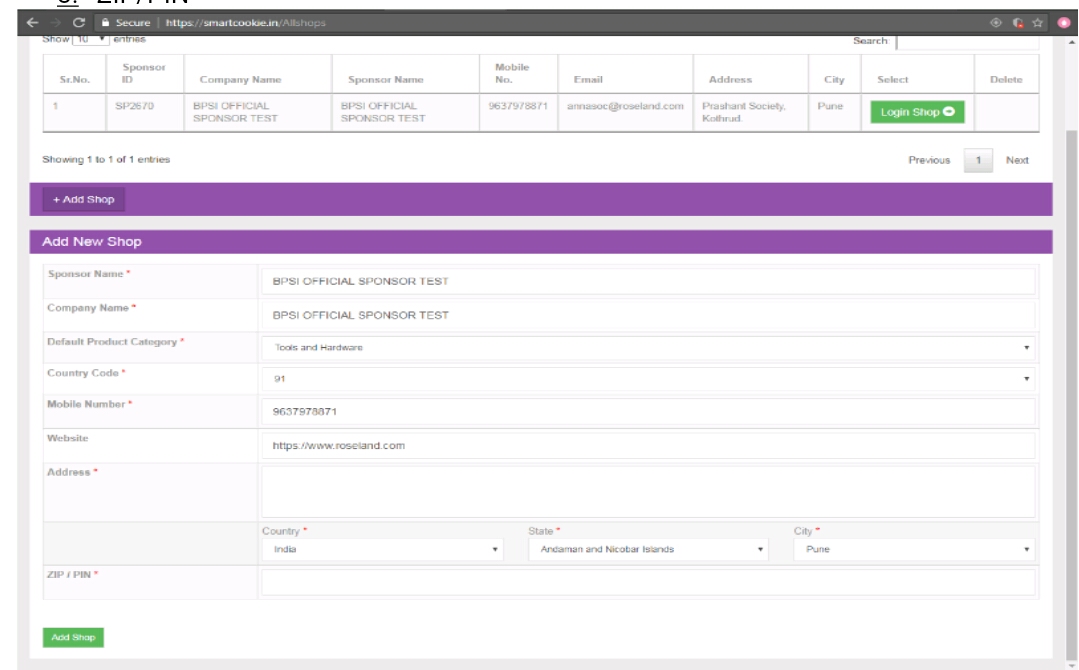 ZIP/PIN
Secure | https://smartcookie.in/Allshops
Show 10 entries
Search:
Sr.No. Sponsor ID Company Name Sponsor Name Mobile No. Email Address City Select Delete
1 SP2670 BPSI OFFICIAL SPONSOR TEST BPSI OFFICIAL SPONSOR TEST 9637978871 annasoc@roseland.com Prashant Society, Kothrud. Pune Login Shop
Showing 1 to 1 of 1 entries
Previous 1 Next
+ Add Shop
Add New Shop
Sponsor Name * BPSI OFFICIAL SPONSOR TEST
Company Name * BPSI OFFICIAL SPONSOR TEST
Default Product Category * Tools and Hardware
Country Code * 91
Mobile Number * 9637978871
Website https://www.roseland.com
Address *
Country * State * City *
India Andaman and Nicobar Islands Pune
ZIP / PIN *
Add Shop